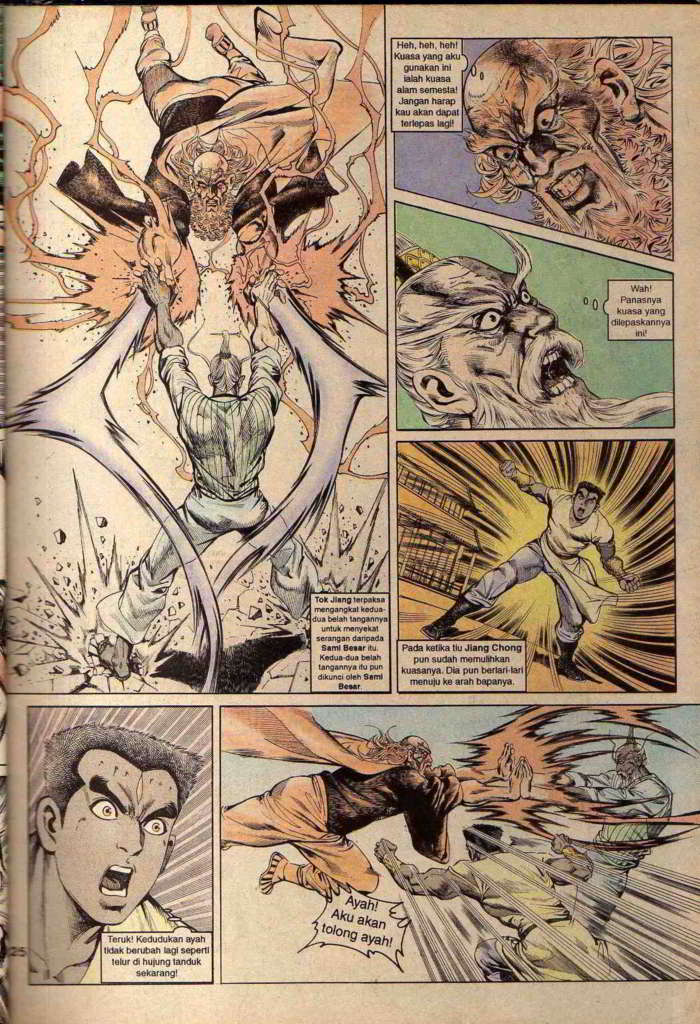 Tok Jiang terpaksa
mengangkat kedua-
dua belah tangannya
untuk menyekat
serangan daripada
Sami Besar itu.
Kedua-dua belah
tangannya itu pun
dikunci oleh Sami
Besar.
Heh, heh, heh!
Kuasa yang aku
gunakan ini
ialah kuasa
alam semesta!
Jangan harap
kau akan dapat
terlepas lagi!
Wah!
Panasnya
kuasa yang
dilepaskannya
ini!
Pada ketika itu Jiang Chong
pun sudah memulihkan
kuasanya. Dia pun berlari-lari
menuju ke arah bapanya.
Teruk! Kedudukan ayah
tidak berubah lagi seperti
telur di hujung tanduk
sekarang!
Ayah!
Aku akan
tolong ayah!
25